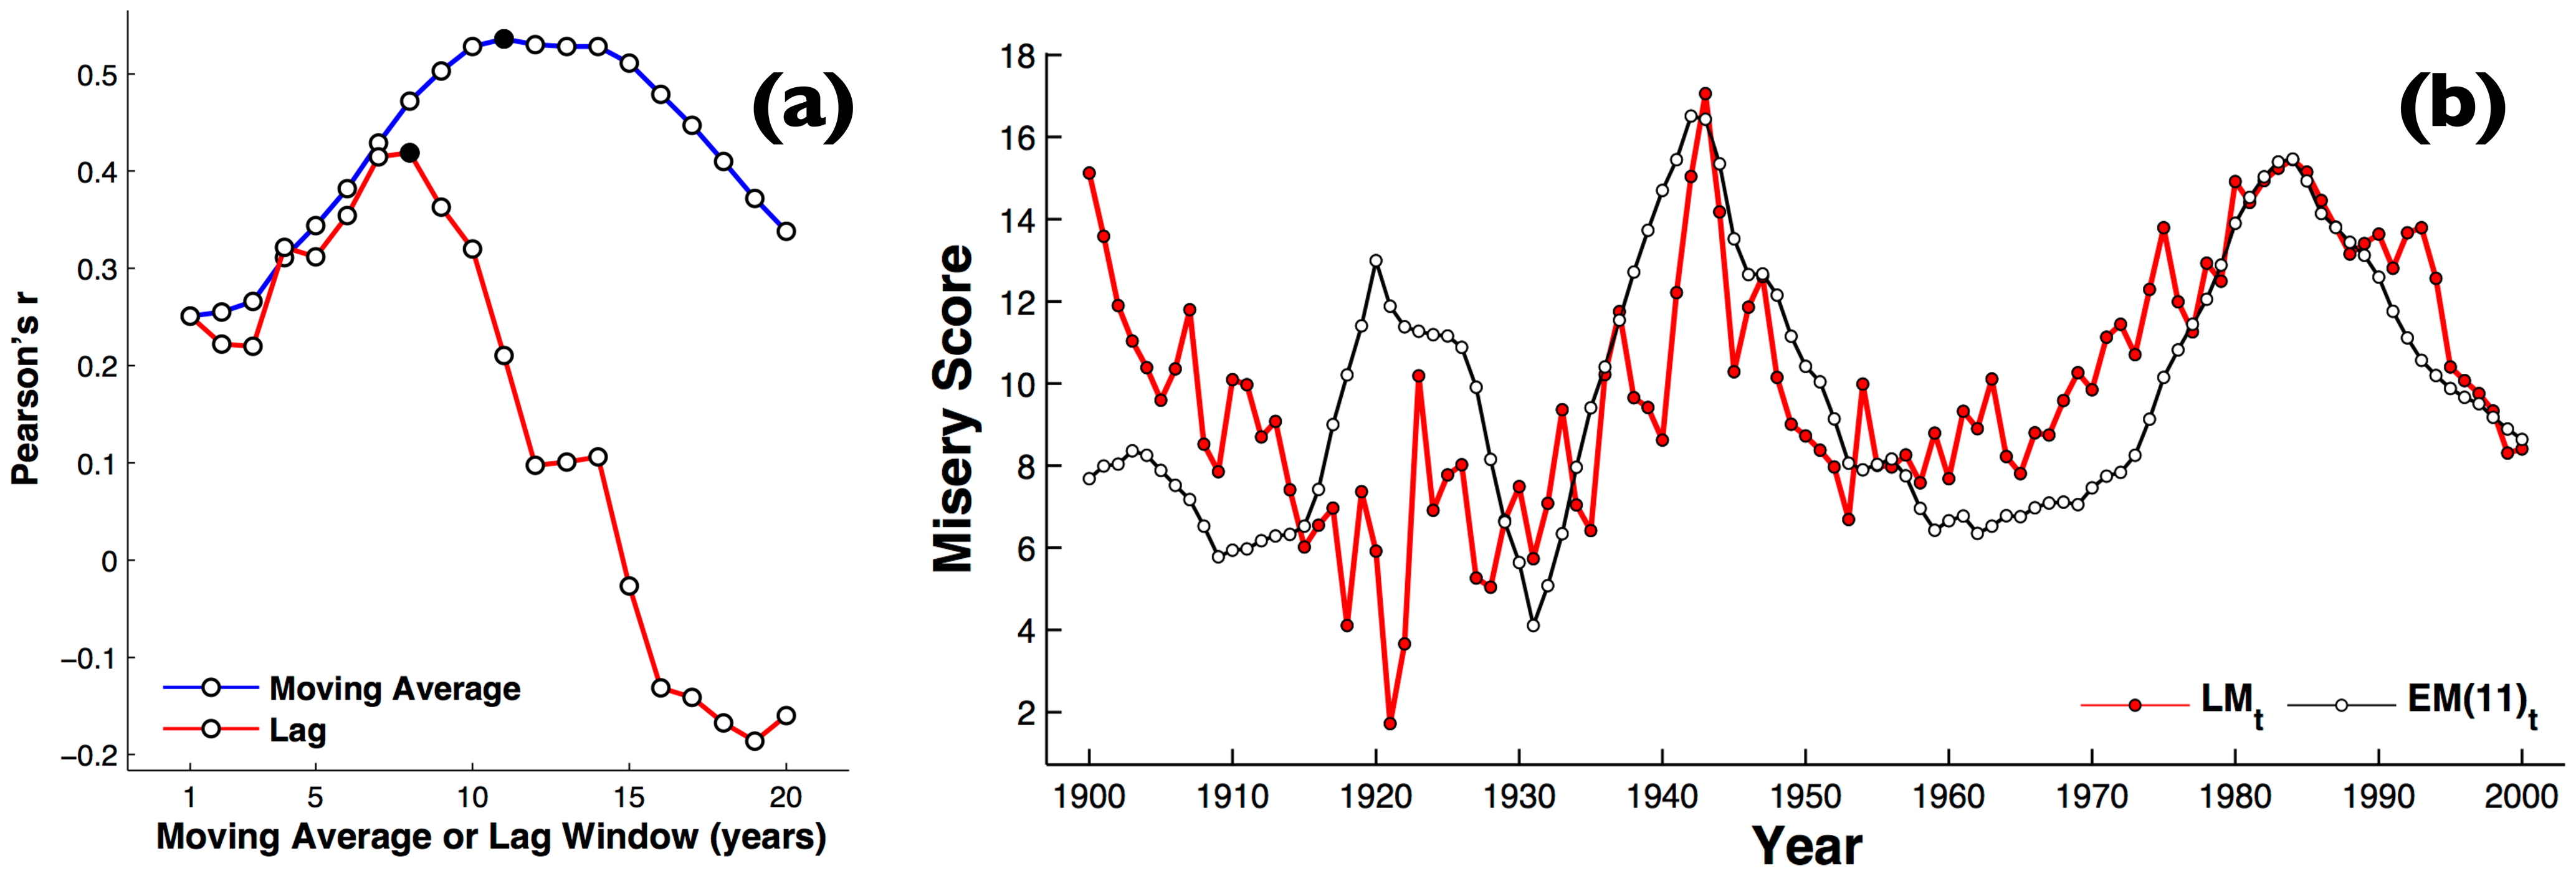 (a)
0.5
0.4
0.3
0.2
0.1
0
−0.1
−0.2
Pearson's r
Moving Average
Lag
1 5 10 15 20
Moving Average or Lag Window (years)
(b)
18
16
14
12
10
8
6
4
2
Misery Score
LMt EM(11)t
1900 1910 1920 1930 1940 1950 1960 1970 1980 1990 2000
Year